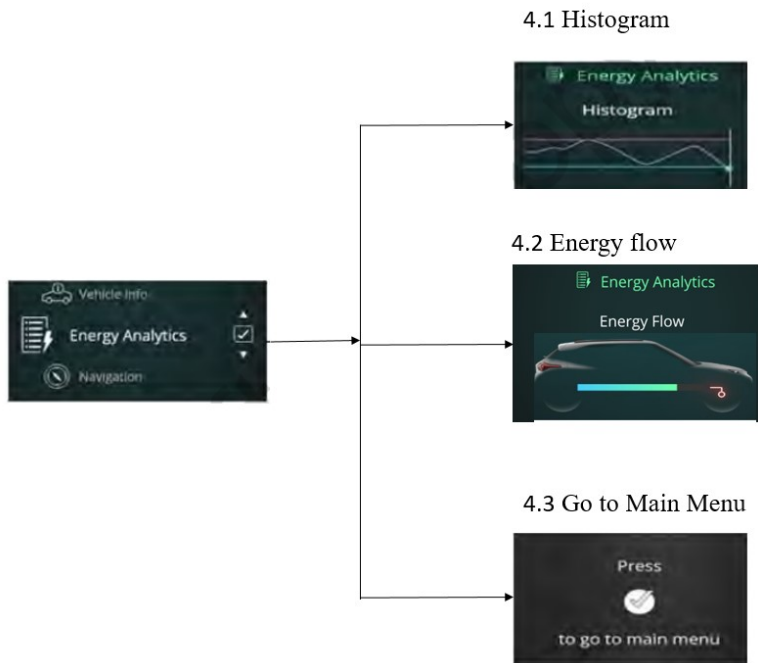 4.1 Histogram
Energy Analytics
Histogram
4.2 Energy flow
Energy Analytics
Energy Flow
Vehicle Info
Energy Analytics
Navigation
4.3 Go to Main Menu
Press
to go to main menu